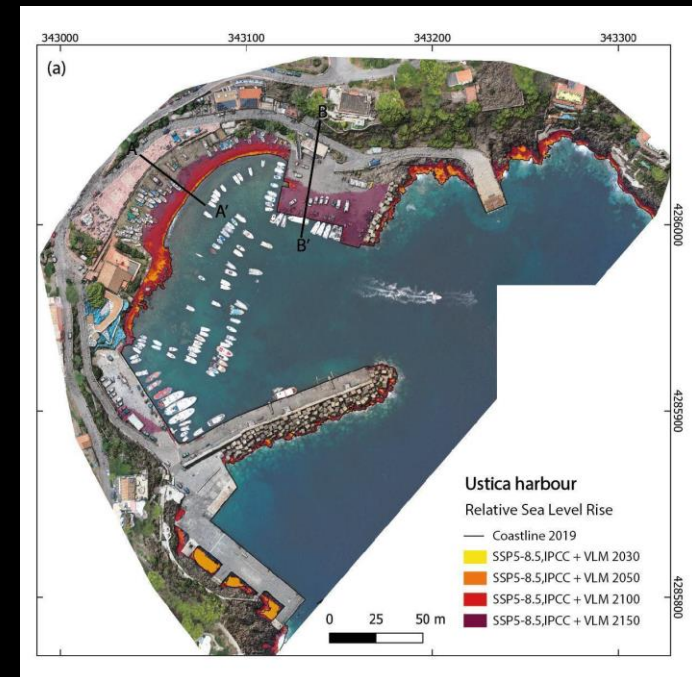 343000 343100 343200 343300
(a)
B
A
A'
B'
4286000
4285900
4285800
Ustica harbour
Relative Sea Level Rise
Coastline 2019
SSP5-8.5,IPCC + VLM 2030
SSP5-8.5,IPCC + VLM 2050
SSP5-8.5,IPCC + VLM 2100
SSP5-8.5,IPCC + VLM 2150
0 25 50 m